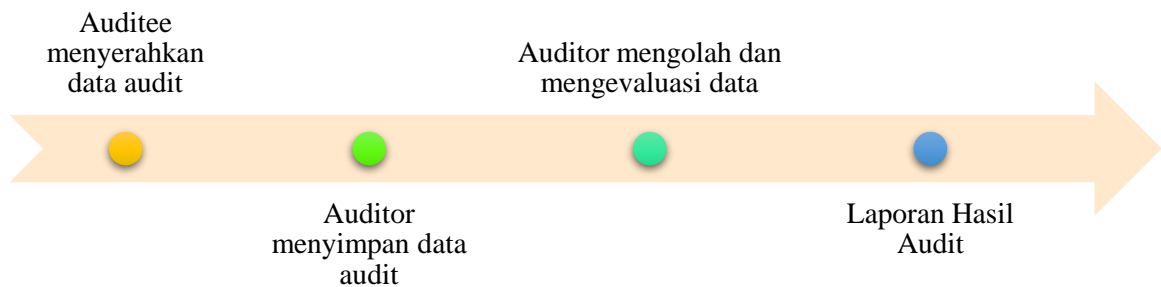 Auditee
menyerahkan
data audit
Auditor
menyimpan data
audit
Auditor mengolah dan
mengevaluasi data
Laporan Hasil
Audit